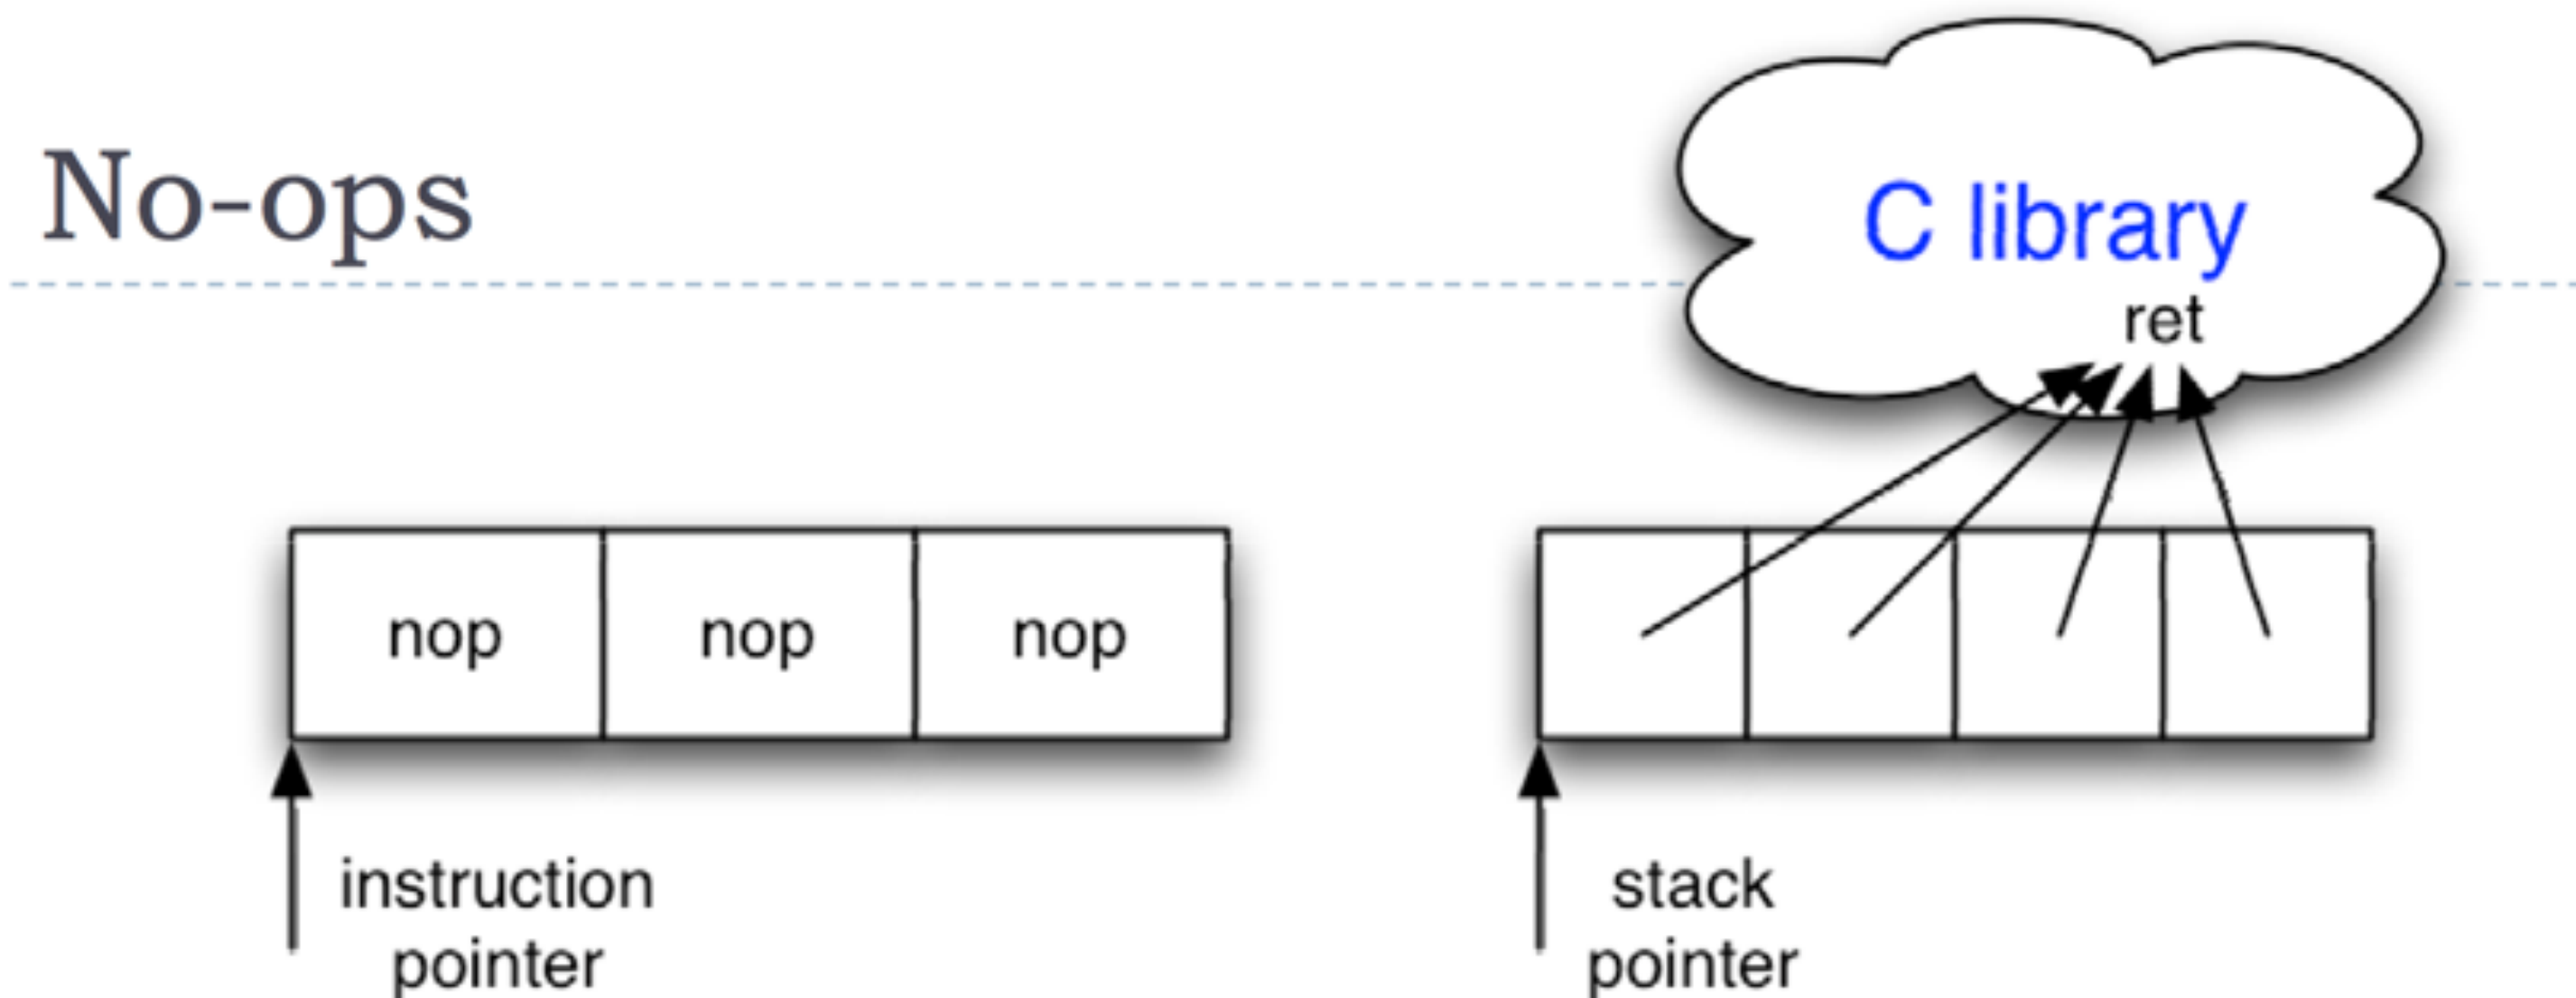 No-ops
C library
ret
nop nop nop
instruction
pointer
stack
pointer